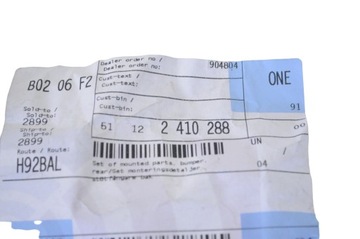 Dealer order no./
Dealer order no: 904804
B02 06 F2 Cust-text / ONE
Cust-text:
Sold-to / Cust-bin /
Sold-to: Cust-bin: 91
2899
Ship-to / 51 12 2 410 288 00
Ship-to:
2899
Route / Route: Set of mounted parts, bumper, UN /
H92BAL rear/Set monteringsdetaljer, 04 /